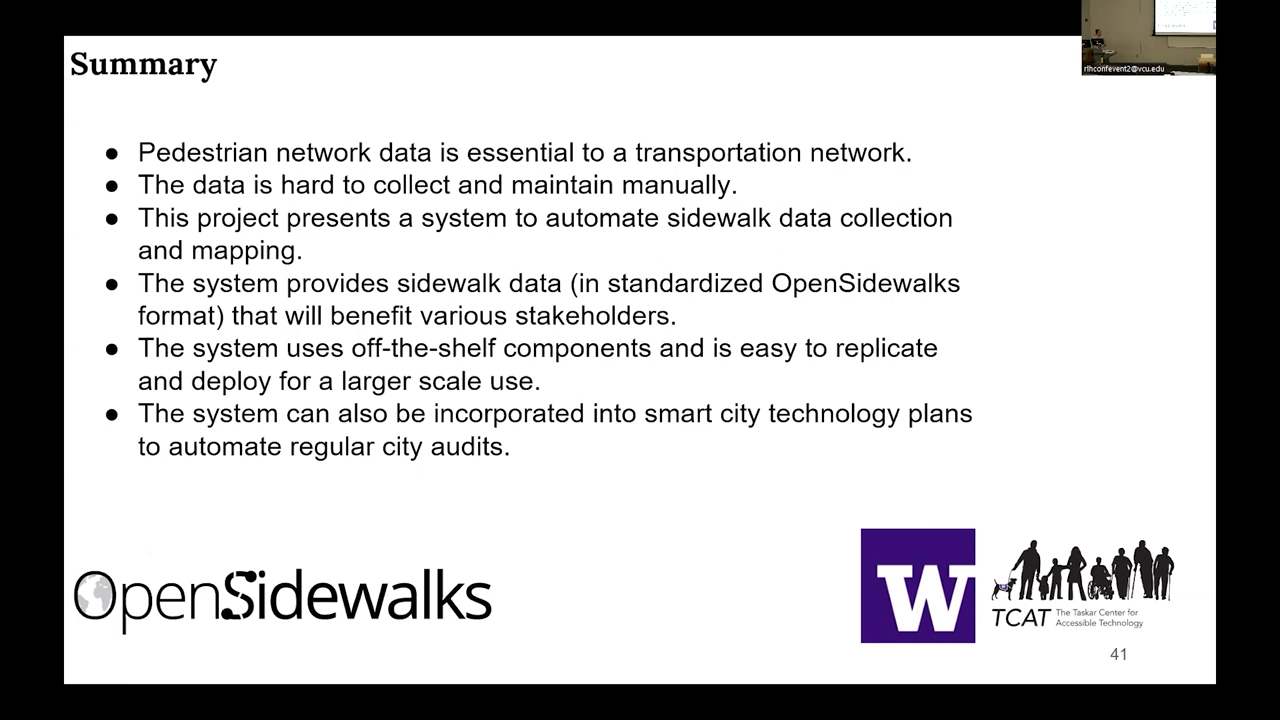 Summary
rlhconfevent2@vcu.edu
● Pedestrian network data is essential to a transportation network.
● The data is hard to collect and maintain manually.
● This project presents a system to automate sidewalk data collection
and mapping.
● The system provides sidewalk data (in standardized OpenSidewalks
format) that will benefit various stakeholders.
● The system uses off-the-shelf components and is easy to replicate
and deploy for a larger scale use.
● The system can also be incorporated into smart city technology plans
to automate regular city audits.
OpenSidewalks
W
TCAT The Taskar Center for
Accessible Technology
41